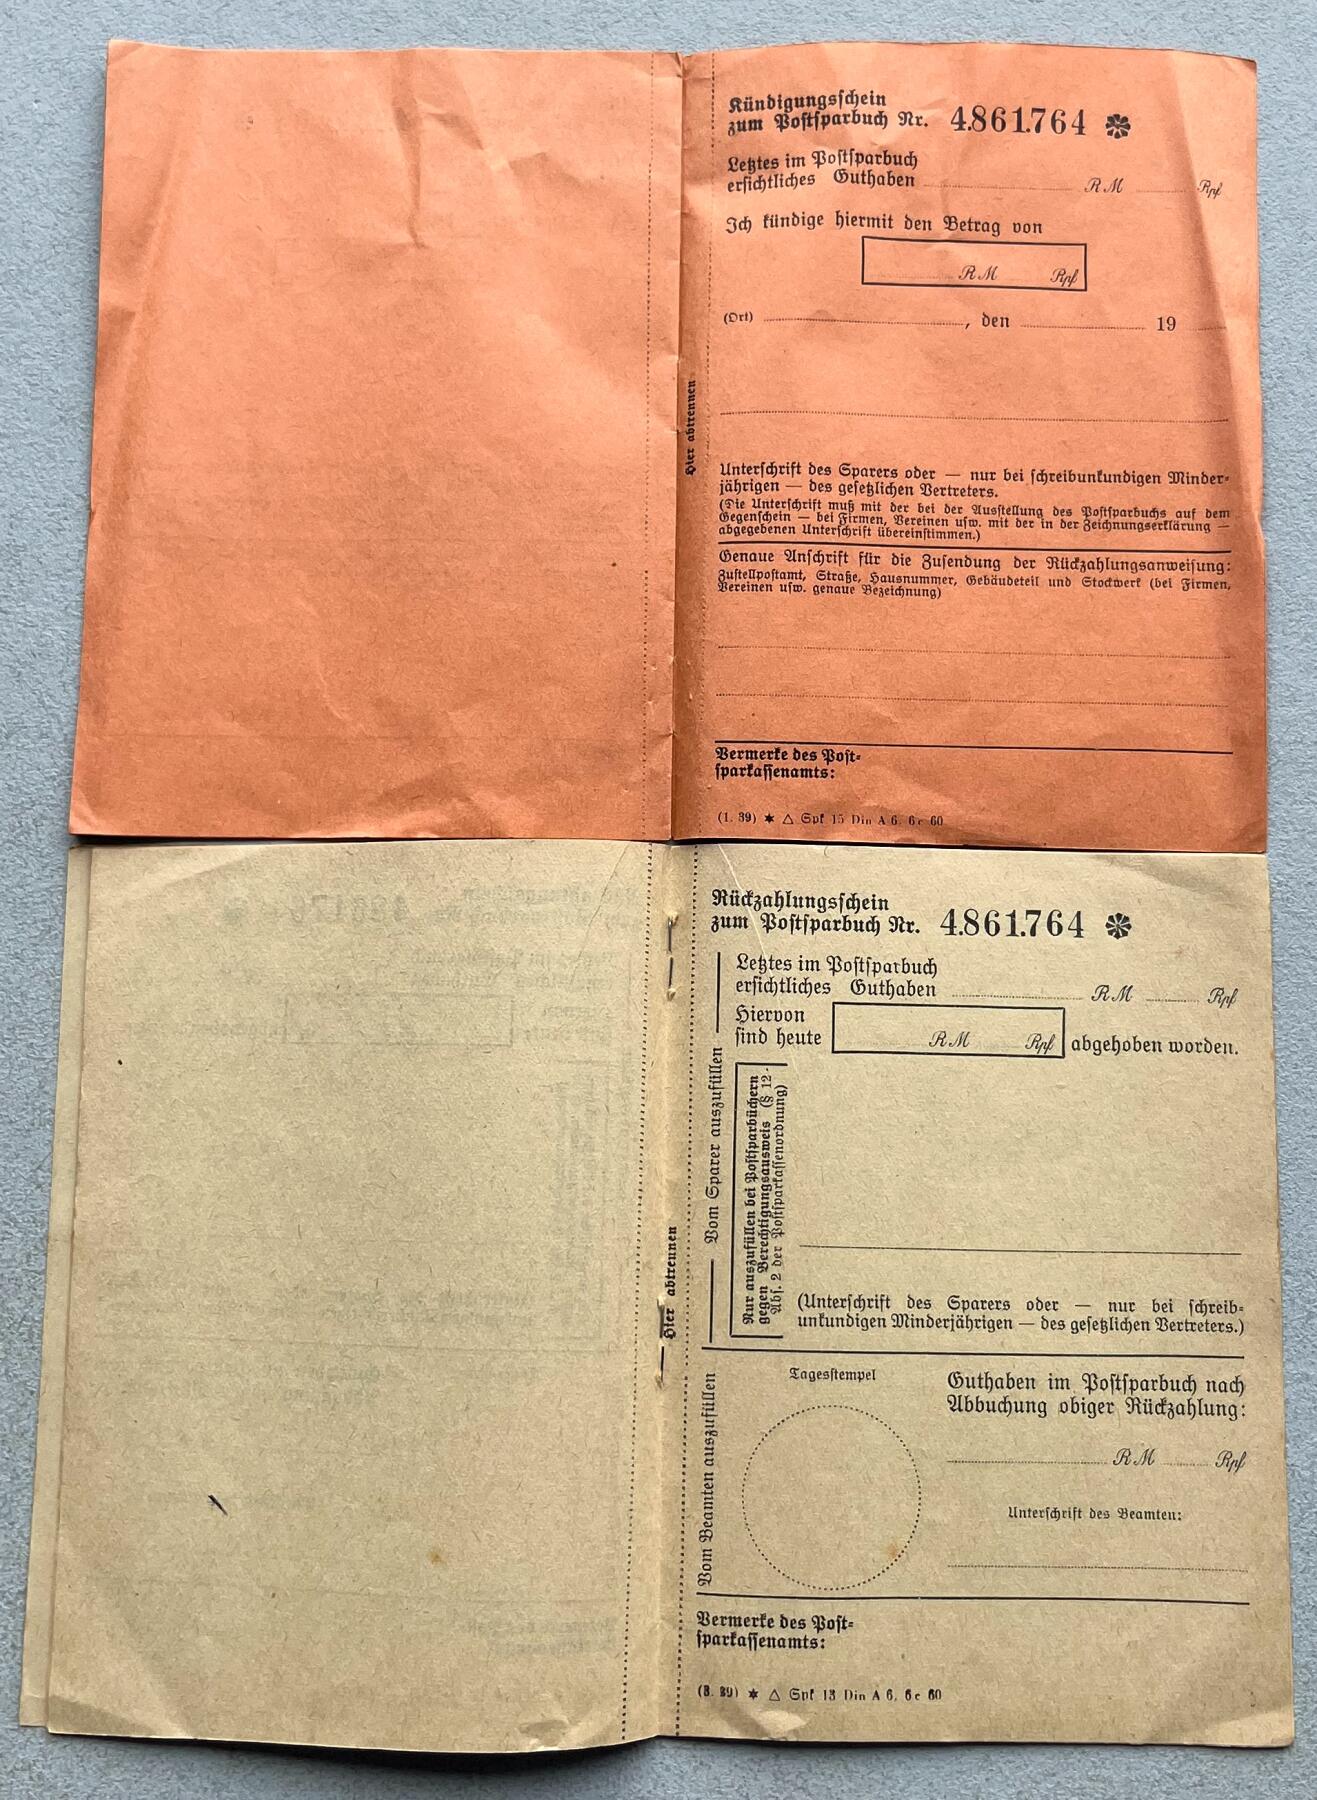 Kündigungsschein
zum Postsparbuch Nr. 4.861.764 ✽
Letztes im Postsparbuch
ersichtliches Guthaben RM Rpf
Ich kündige hiermit den Betrag von
RM Rpf
(Ort) , den 19
Hier abtrennen
Unterschrift des Sparers oder — nur bei schreibunkundigen Minder-
jährigen — des gesetzlichen Vertreters.
(Die Unterschrift muß mit der bei der Ausstellung des Postsparbuchs auf dem
Gegenschein — bei Firmen, Vereinen usw. mit der in der Zeichnungserklärung —
abgegebenen Unterschrift übereinstimmen.)
Genaue Anschrift für die Zusendung der Rückzahlungsanweisung:
Zustellpostamt, Straße, Hausnummer, Gebäudeteil und Stockwerk (bei Firmen,
Vereinen usw. genaue Bezeichnung)
Vermerke des Post-
sparkassenamts:
(1. 39) ✶ △ Spk 15 Din A 6, 6e 60
Rückzahlungsschein
zum Postsparbuch Nr. 4.861.764 ✽
Letztes im Postsparbuch
ersichtliches Guthaben RM Rpf
Hiervon
sind heute RM Rpf abgehoben worden.
Vom Sparer auszufüllen
Nur auszufüllen bei Postsparbüchern
gegen Berechtigungsausweis (§ 12
Abs. 2 der Postsparkassenordnung)
Hier abtrennen
(Unterschrift des Sparers oder — nur bei schreib-
unkundigen Minderjährigen — des gesetzlichen Vertreters.)
Vom Beamten auszufüllen
Tagesstempel
Guthaben im Postsparbuch nach
Abbuchung obiger Rückzahlung:
RM Rpf
Unterschrift des Beamten:
Vermerke des Post-
sparkassenamts:
(3. 39) ✶ △ Spk 13 Din A 6, 6e 60